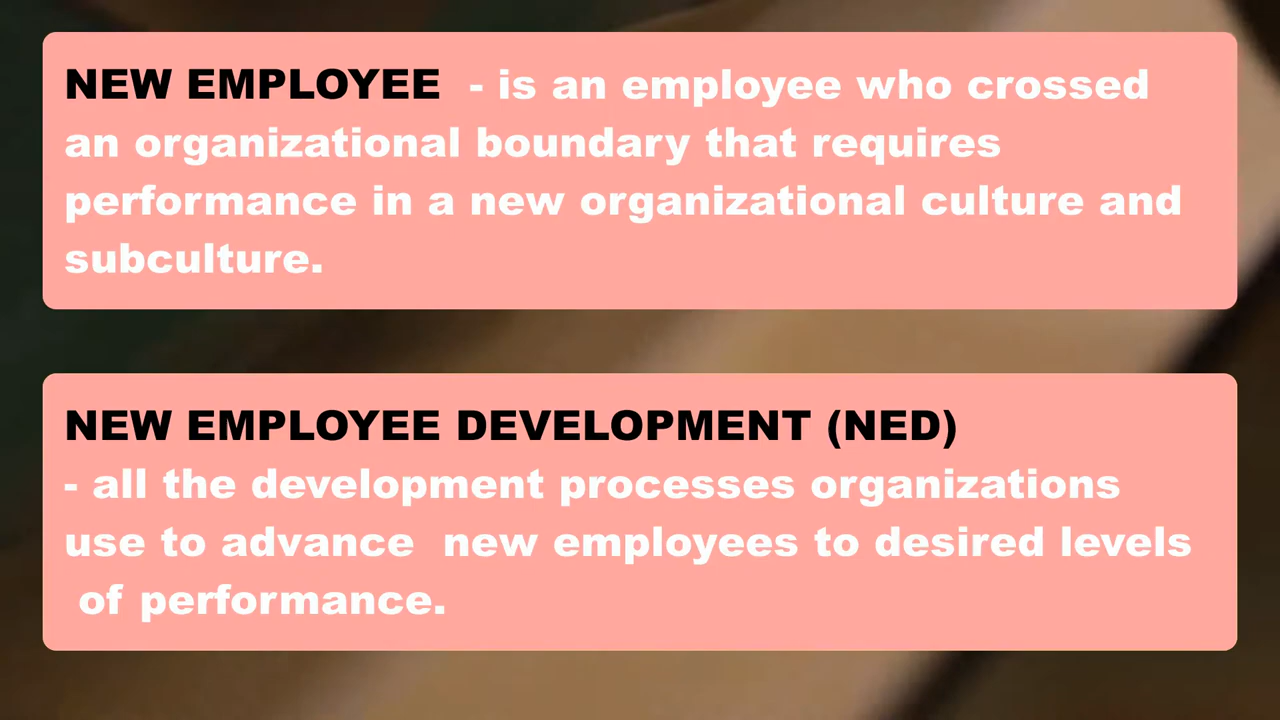 NEW EMPLOYEE  - is an employee who crossed
an organizational boundary that requires
performance in a new organizational culture and
subculture.
NEW EMPLOYEE DEVELOPMENT (NED)
- all the development processes organizations
use to advance  new employees to desired levels
of performance.